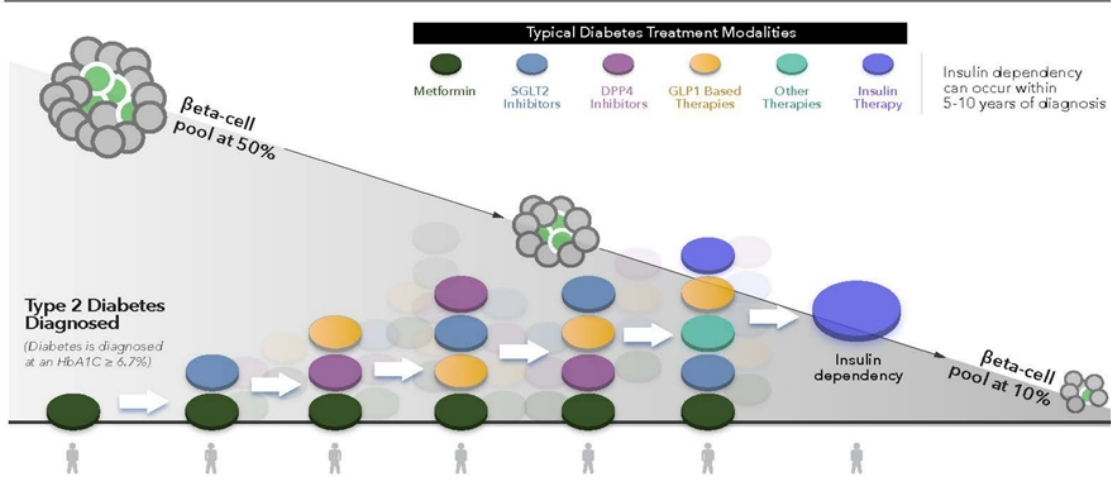 Typical Diabetes Treatment Modalities
Metformin
SGLT2
Inhibitors
DPP4
Inhibitors
GLP1 Based
Therapies
Other
Therapies
Insulin
Therapy
Insulin dependency
can occur within
5-10 years of diagnosis
βeta-cell
pool at 50%
Type 2 Diabetes
Diagnosed
(Diabetes is diagnosed
at an HbA1C ≥ 6.7%)
Insulin
dependency
βeta-cell
pool at 10%